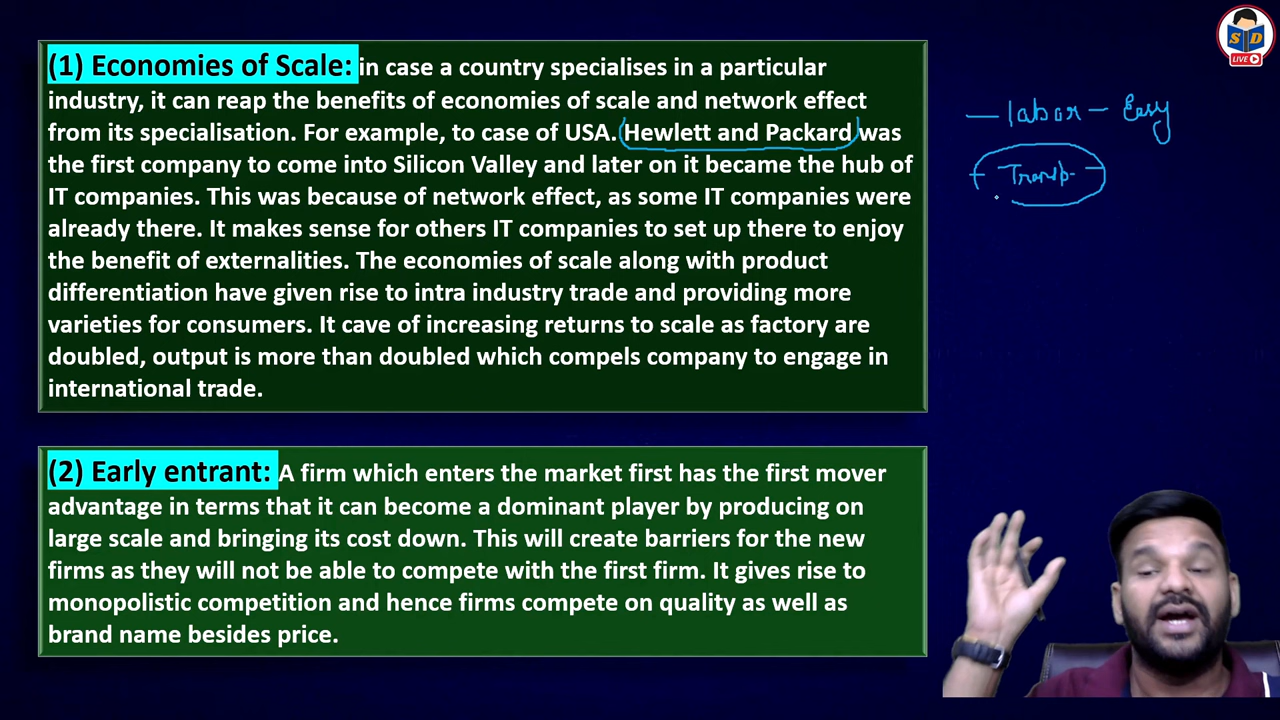 (1) Economies of Scale: in case a country specialises in a particular
industry, it can reap the benefits of economies of scale and network effect
from its specialisation. For example, to case of USA. Hewlett and Packard was
the first company to come into Silicon Valley and later on it became the hub of
IT companies. This was because of network effect, as some IT companies were
already there. It makes sense for others IT companies to set up there to enjoy
the benefit of externalities. The economies of scale along with product
differentiation have given rise to intra industry trade and providing more
varieties for consumers. It cave of increasing returns to scale as factory are
doubled, output is more than doubled which compels company to engage in
international trade.
(2) Early entrant: A firm which enters the market first has the first mover
advantage in terms that it can become a dominant player by producing on
large scale and bringing its cost down. This will create barriers for the new
firms as they will not be able to compete with the first firm. It gives rise to
monopolistic competition and hence firms compete on quality as well as
brand name besides price.
— labor – Easy
– Transp. –
S D
LIVE